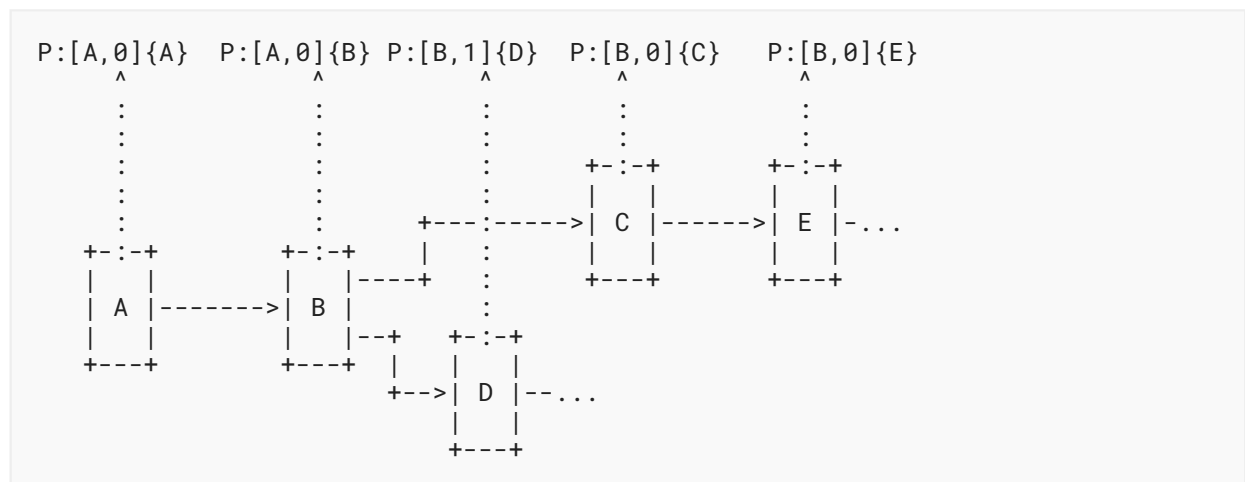 P:[A,0]{A}  P:[A,0]{B} P:[B,1]{D}  P:[B,0]{C}   P:[B,0]{E}
     ^            ^          ^        ^           ^
     :            :          :        :           :
     :            :          :        :           :
     :            :          :      +-:-+       +-:-+
     :            :          :      |   |       |   |
     :            :      +---:----->| C |------>| E |-...
   +-:-+        +-:-+    |   :      |   |       |   |
   |   |        |   |----+   :      +---+       +---+
   | A |------->| B |        :
   |   |        |   |--+   +-:-+
   +---+        +---+  |   |   |
                       +-->| D |--...
                           |   |
                           +---+